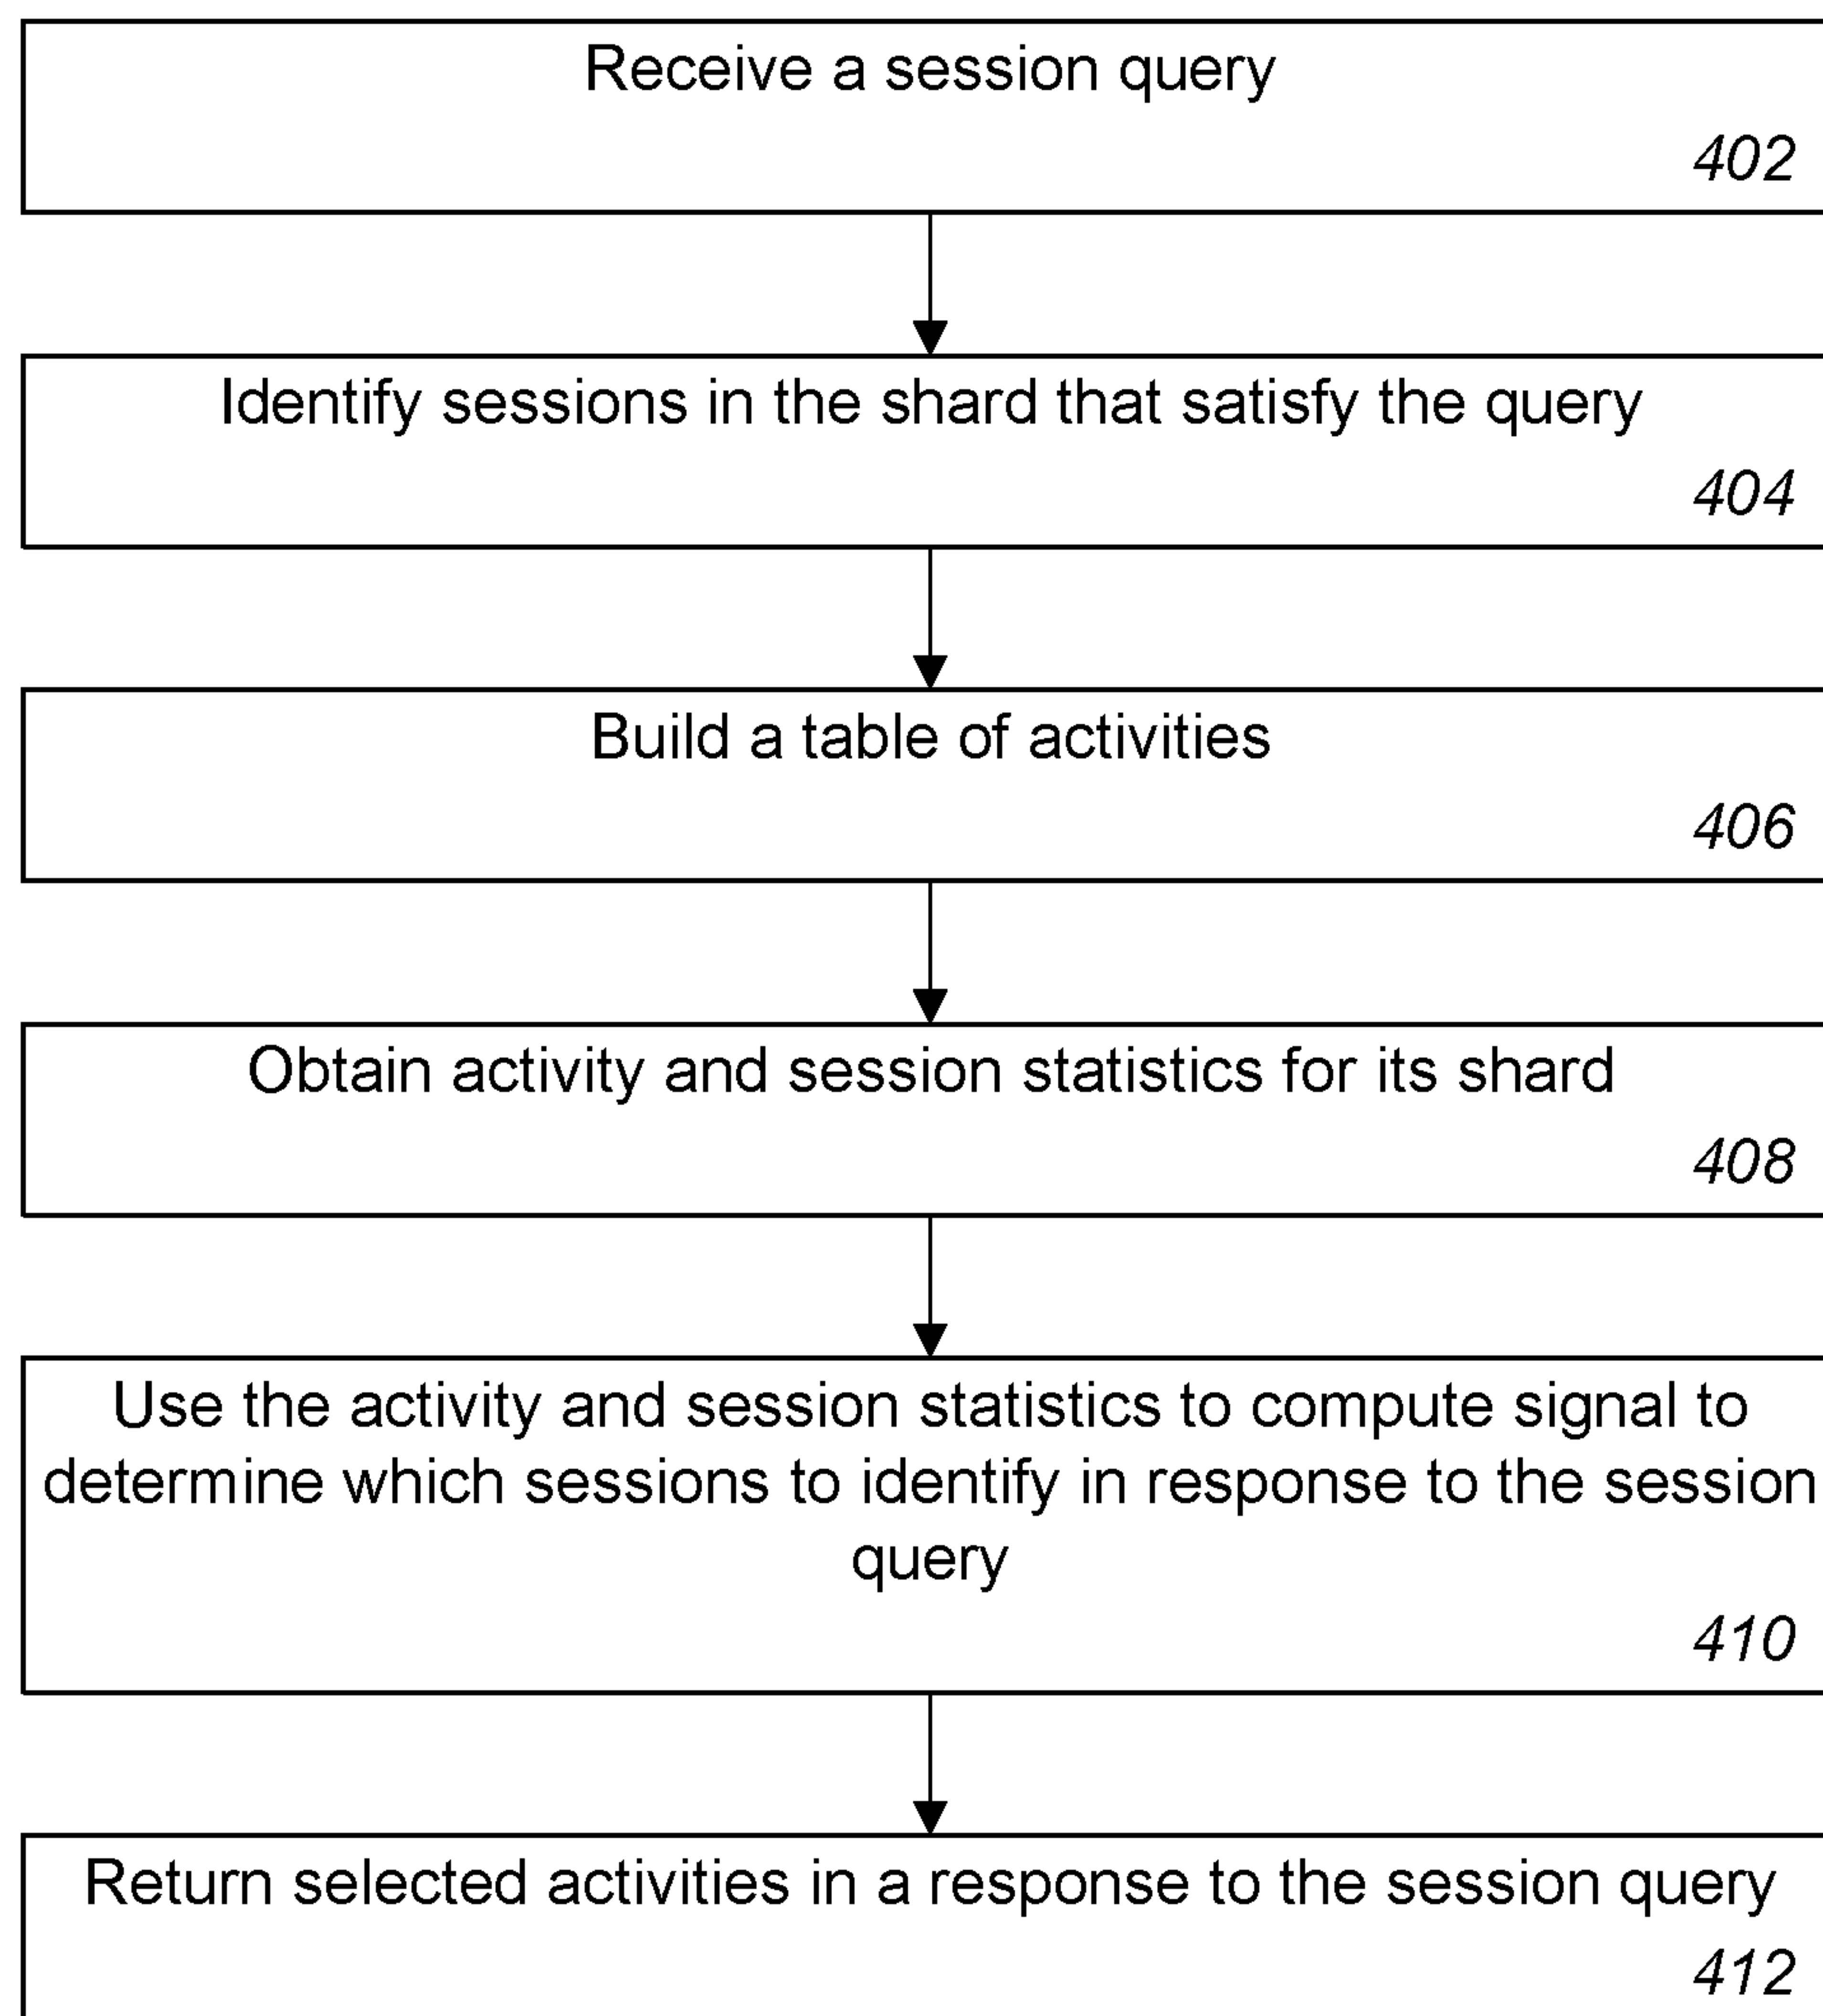 Receive a session query
402
Identify sessions in the shard that satisfy the query
404
Build a table of activities
406
Obtain activity and session statistics for its shard
408
Use the activity and session statistics to compute signal to
determine which sessions to identify in response to the session
query
410
Return selected activities in a response to the session query
412